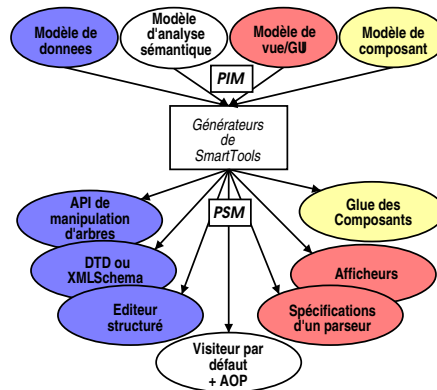 Modèle de
donnees
Modèle
d'analyse
sémantique
Modèle de
vue/GUI
Modèle de
composant
PIM
Générateurs
de
SmartTools
API de
manipulation
d'arbres
PSM
Glue des
Composants
DTD ou
XMLSchema
Afficheurs
Editeur
structuré
Spécifications
d'un parseur
Visiteur par
défaut
+ AOP